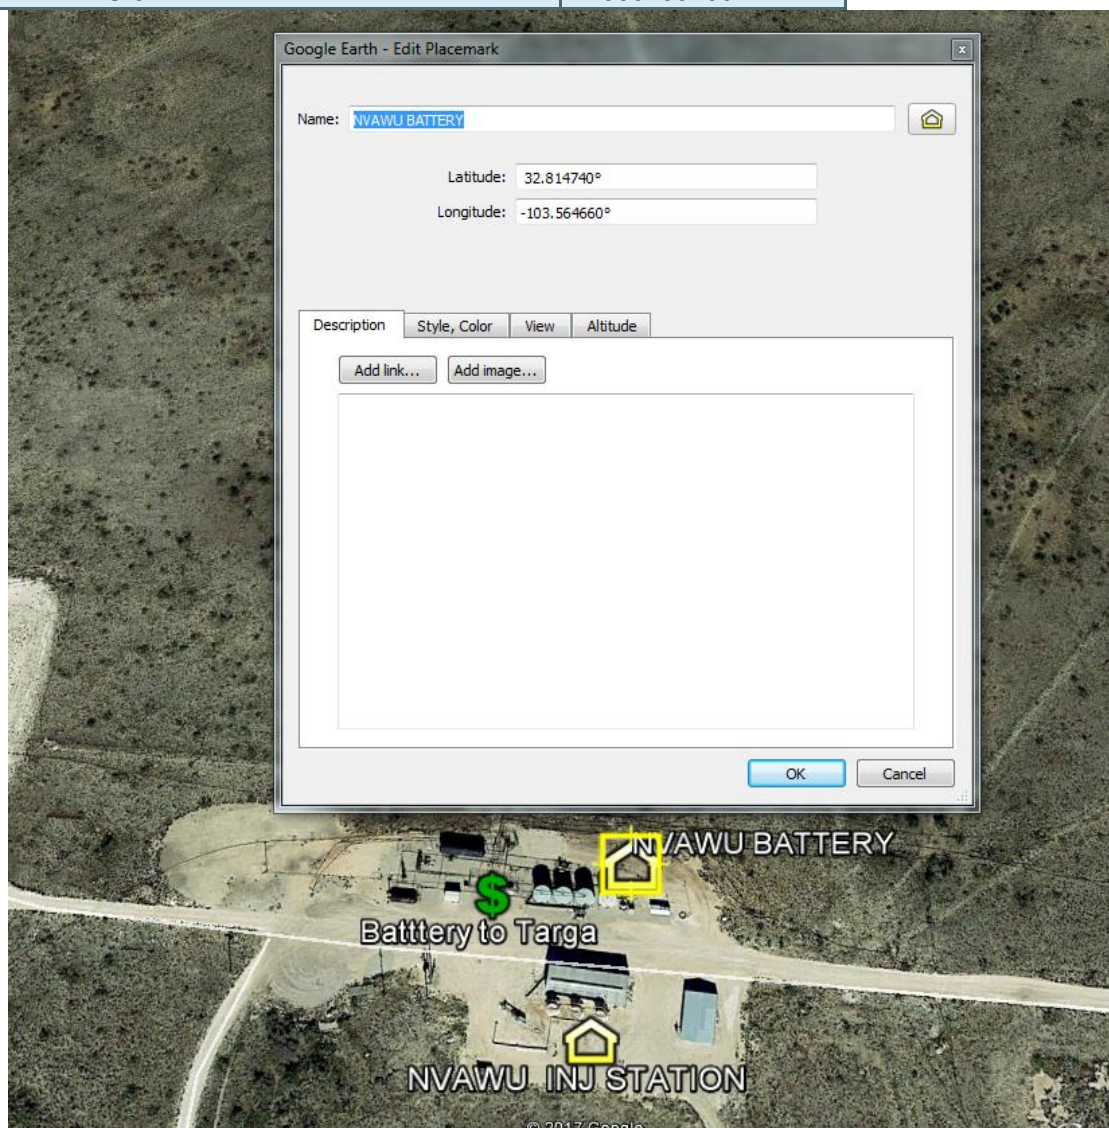 Google Earth - Edit Placemark
Name: NVAWU BATTERY
Latitude: 32.814740°
Longitude: -103.564660°
Description Style, Color View Altitude
Add link... Add image...
OK Cancel
NVAWU BATTERY
$
Batttery to Targa
NVAWU INJ STATION
© 2017 Google